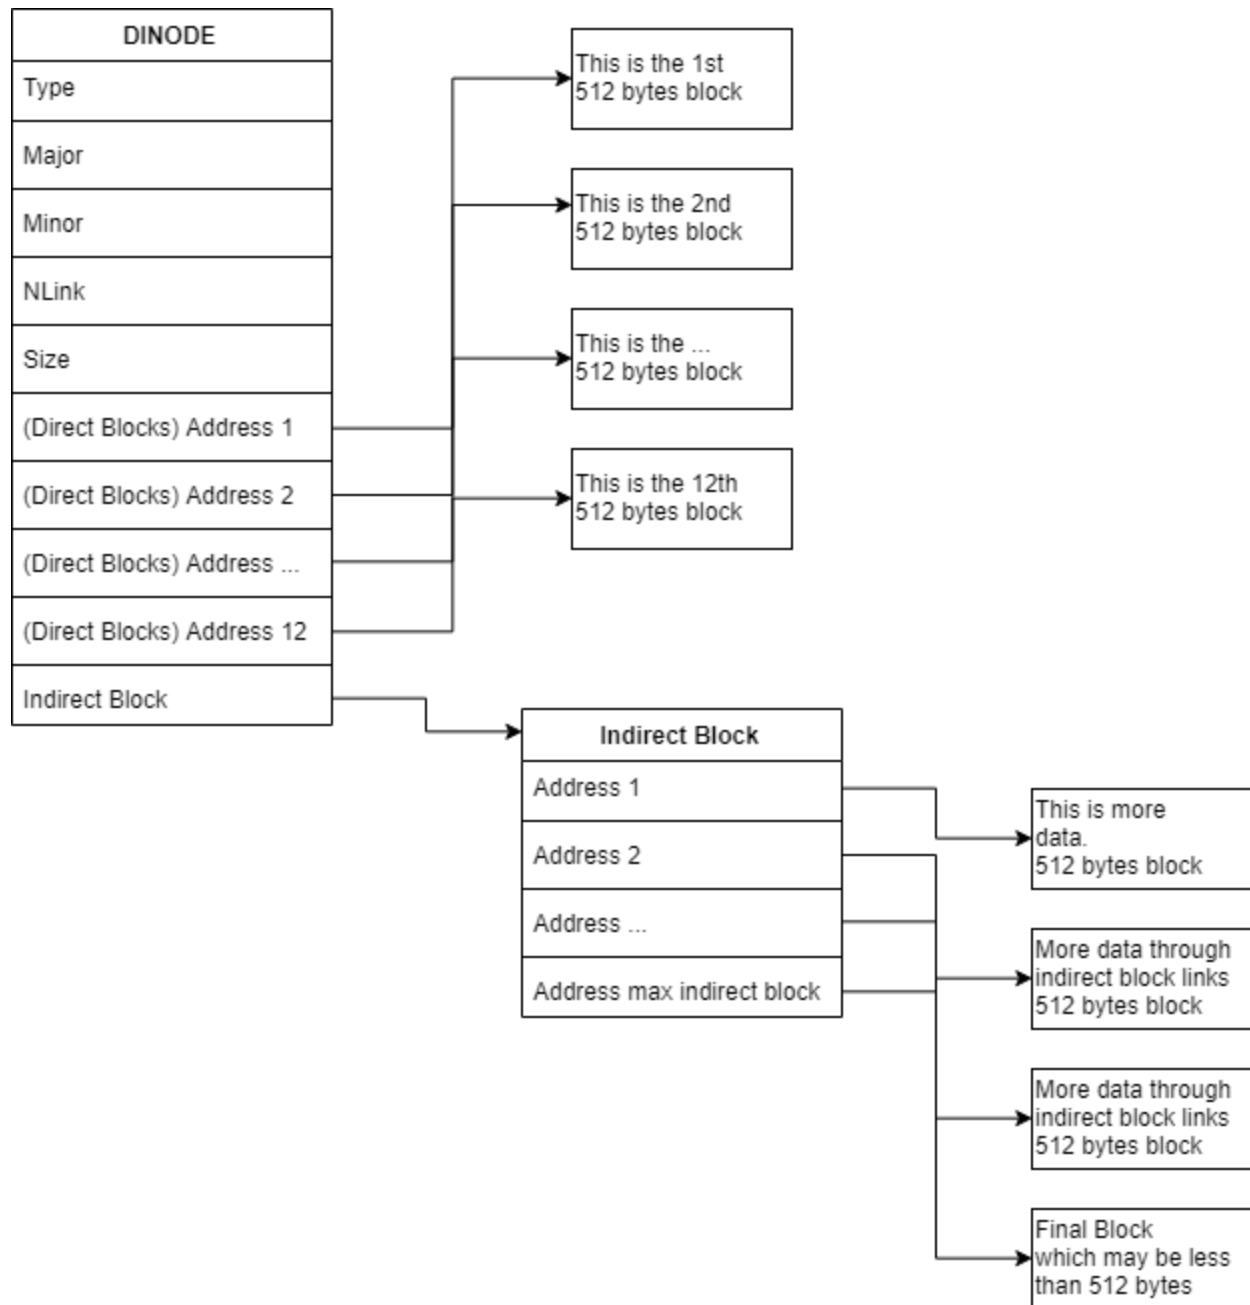 DINODE
Type
Major
Minor
NLink
Size
(Direct Blocks) Address 1
(Direct Blocks) Address 2
(Direct Blocks) Address ...
(Direct Blocks) Address 12
Indirect Block
This is the 1st
512 bytes block
This is the 2nd
512 bytes block
This is the ...
512 bytes block
This is the 12th
512 bytes block
Indirect Block
Address 1
Address 2
Address ...
Address max indirect block
This is more
data.
512 bytes block
More data through
indirect block links
512 bytes block
More data through
indirect block links
512 bytes block
Final Block
which may be less
than 512 bytes